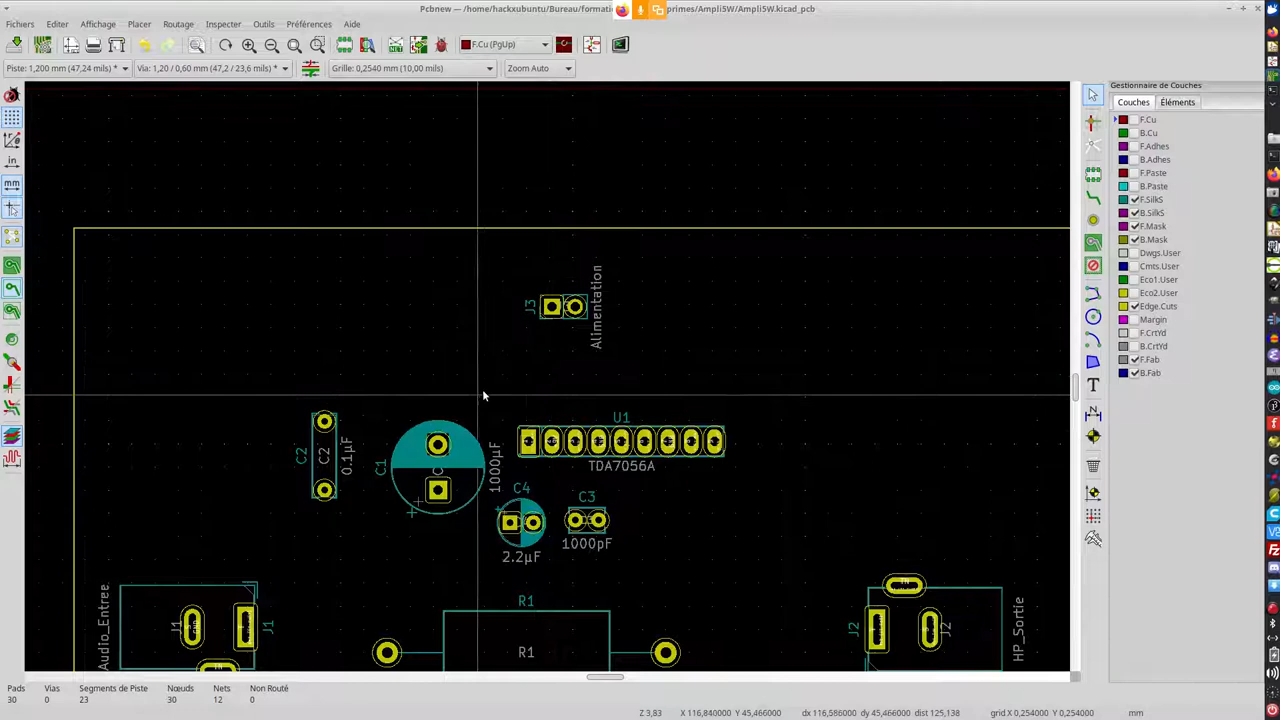 Pcbnew — /home/hackxubuntu/Bureau/formati primes/Ampli5W/Ampli5W.kicad_pcb
Fichiers Editer Affichage Placer Routage Inspecter Outils Préférences Aide
F.Cu (PgUp)
Piste: 1,200 mm (47,24 mils) * Via: 1,20 / 0,60 mm (47,2 / 23,6 mils) * Grille: 0,2540 mm (10,00 mils) Zoom Auto
Gestionnaire de Couches
Couches Éléments
F.Cu
B.Cu
F.Adhes
B.Adhes
F.Paste
B.Paste
F.SilkS
B.SilkS
F.Mask
B.Mask
Dwgs.User
Cmts.User
Eco1.User
Eco2.User
Edge.Cuts
Margin
F.CrtYd
B.CrtYd
F.Fab
B.Fab
in
mm
J3
Alimentation
U1
TDA7056A
C2
C2
0.1µF
C1
C
1000µF
C4
2.2µF
C3
1000pF
Audio_Entree
J1
J1
R1
R1
J2
J2
HP_Sortie
Pads Vias Segments de Piste Nœuds Nets Non Routé
30 0 23 30 12 0
Z 3,83 X 116,840000 Y 45,466000 dx 116,586000 dy 45,466000 dist 125,138 grid X 0,254000 Y 0,254000 mm